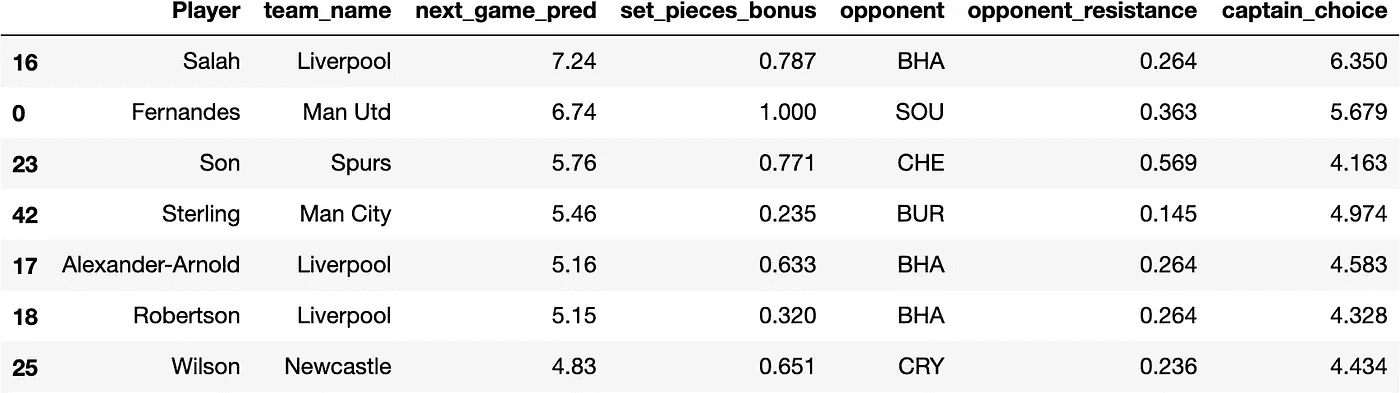 Player team_name next_game_pred set_pieces_bonus opponent opponent_resistance captain_choice
16 Salah Liverpool 7.24 0.787 BHA 0.264 6.350
0 Fernandes Man Utd 6.74 1.000 SOU 0.363 5.679
23 Son Spurs 5.76 0.771 CHE 0.569 4.163
42 Sterling Man City 5.46 0.235 BUR 0.145 4.974
17 Alexander-Arnold Liverpool 5.16 0.633 BHA 0.264 4.583
18 Robertson Liverpool 5.15 0.320 BHA 0.264 4.328
25 Wilson Newcastle 4.83 0.651 CRY 0.236 4.434